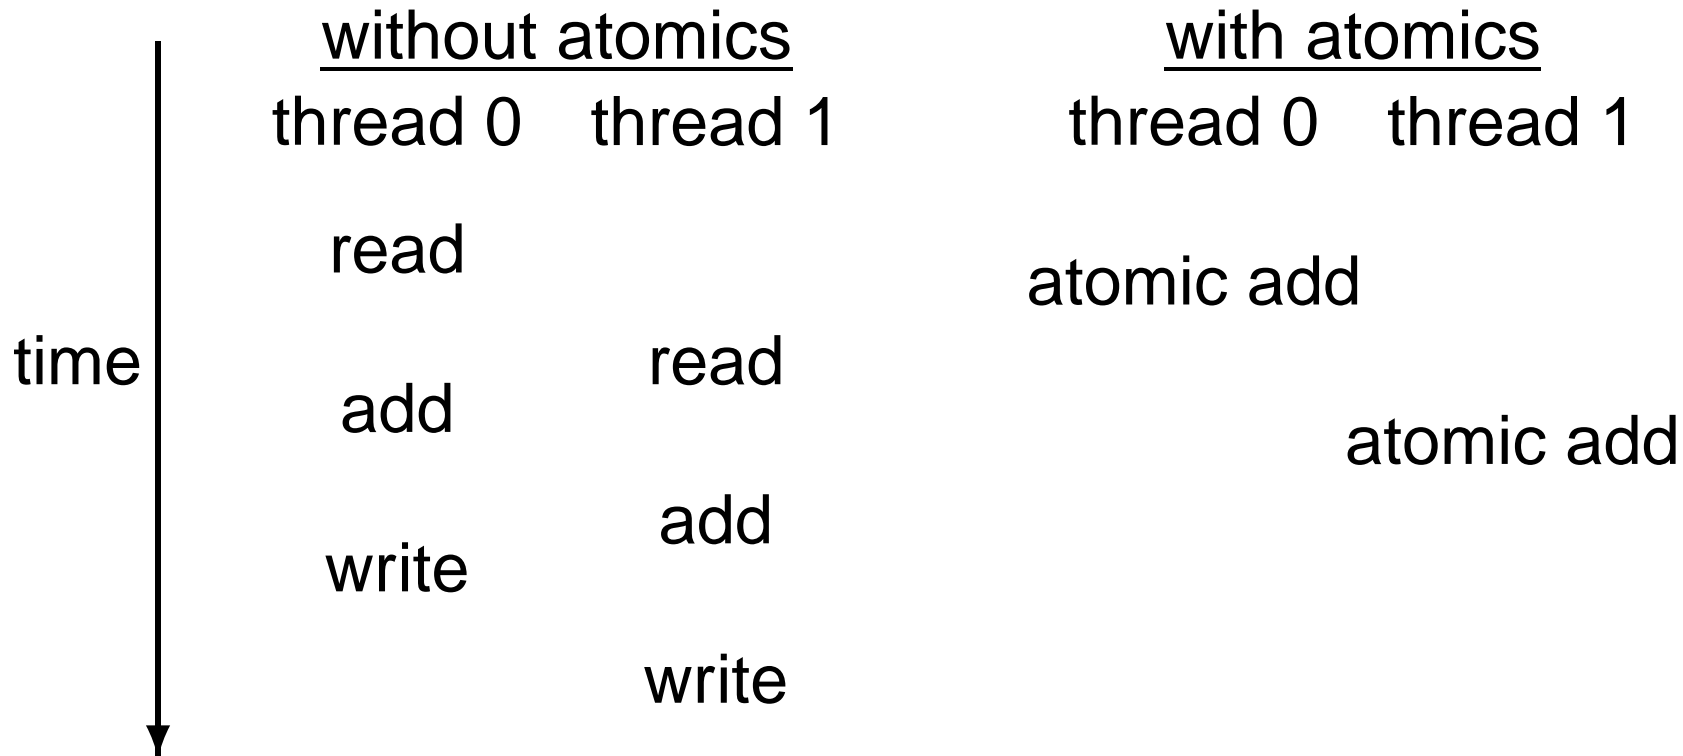 without atomics with atomics
thread 0 thread 1 thread 0 thread 1
read
atomic add
time read
add
atomic add
add
write
write